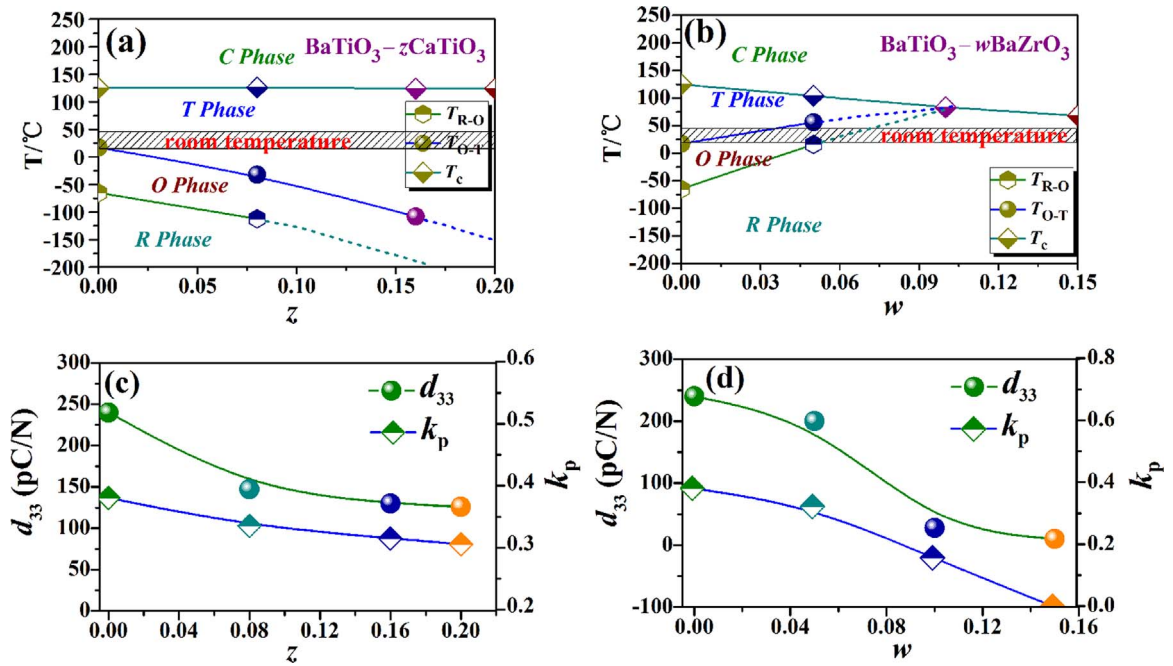 (a)
BaTiO3–zCaTiO3
C Phase
T Phase
room temperature
O Phase
R Phase
TR-O
TO-T
Tc
T/℃
250
200
150
100
50
0
-50
-100
-150
-200
0.00 0.05 0.10 0.15 0.20
z
(b)
BaTiO3–wBaZrO3
C Phase
T Phase
room temperature
O Phase
R Phase
TR-O
TO-T
Tc
T/℃
250
200
150
100
50
0
-50
-100
-150
-200
0.00 0.05 0.10 0.15
w
(c)
d33
kp
d33 (pC/N)
300
250
200
150
100
50
0
kp
0.6
0.5
0.4
0.3
0.2
0.00 0.04 0.08 0.12 0.16 0.20
z
(d)
d33
kp
d33 (pC/N)
300
200
100
0
-100
kp
0.8
0.6
0.4
0.2
0.0
0.00 0.04 0.08 0.12 0.16
w